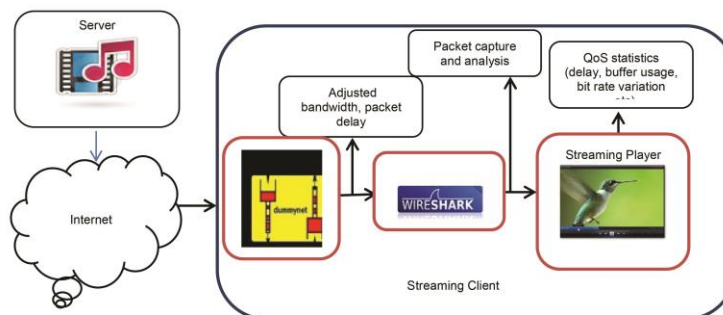 Server
Internet
Adjusted
bandwidth, packet
delay
dummynet
Packet capture
and analysis
WIRESHARK
QoS statistics
(delay, buffer usage,
bit rate variation
Streaming Player
Streaming Client